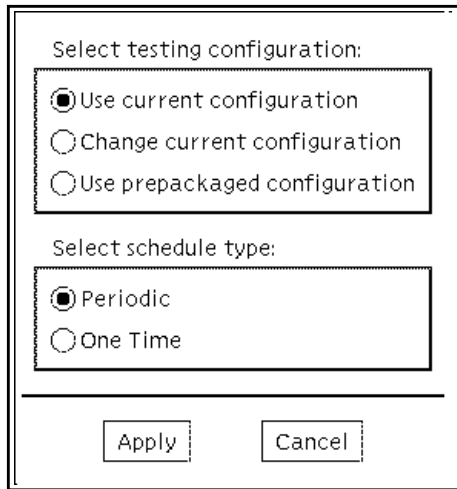 Select testing configuration:
Use current configuration
Change current configuration
Use prepackaged configuration
Select schedule type:
Periodic
One Time
Apply
Cancel